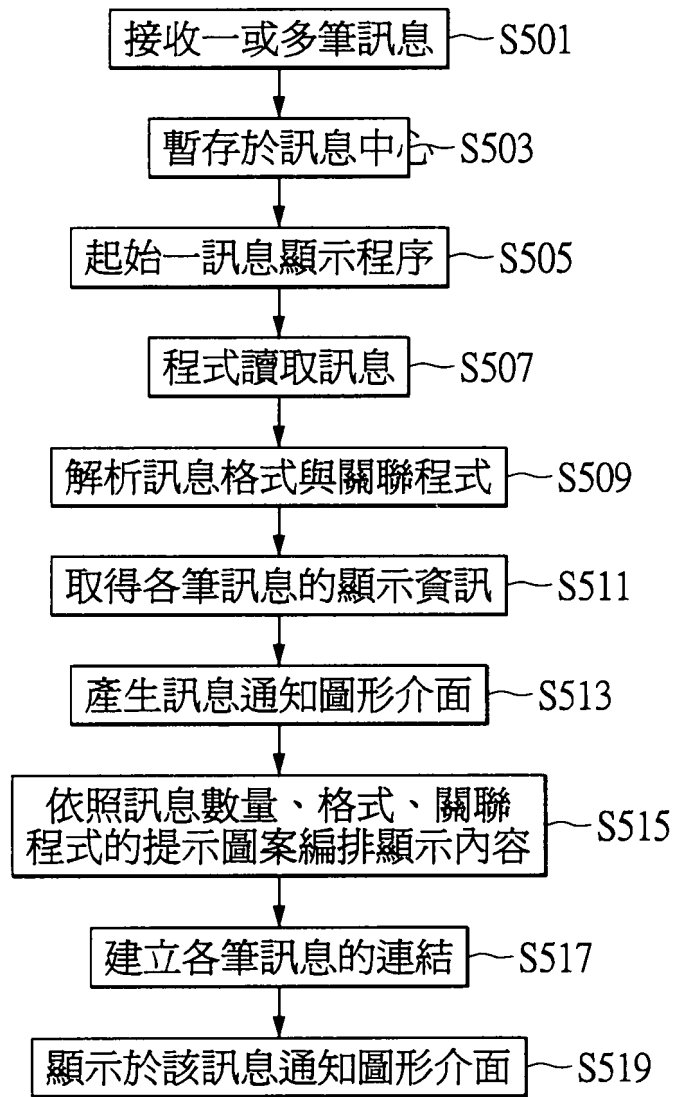 接收一或多筆訊息 S501
暫存於訊息中心 S503
起始一訊息顯示程序 S505
程式讀取訊息 S507
解析訊息格式與關聯程式 S509
取得各筆訊息的顯示資訊 S511
產生訊息通知圖形介面 S513
依照訊息數量、格式、關聯
程式的提示圖案編排顯示內容 S515
建立各筆訊息的連結 S517
顯示於該訊息通知圖形介面 S519